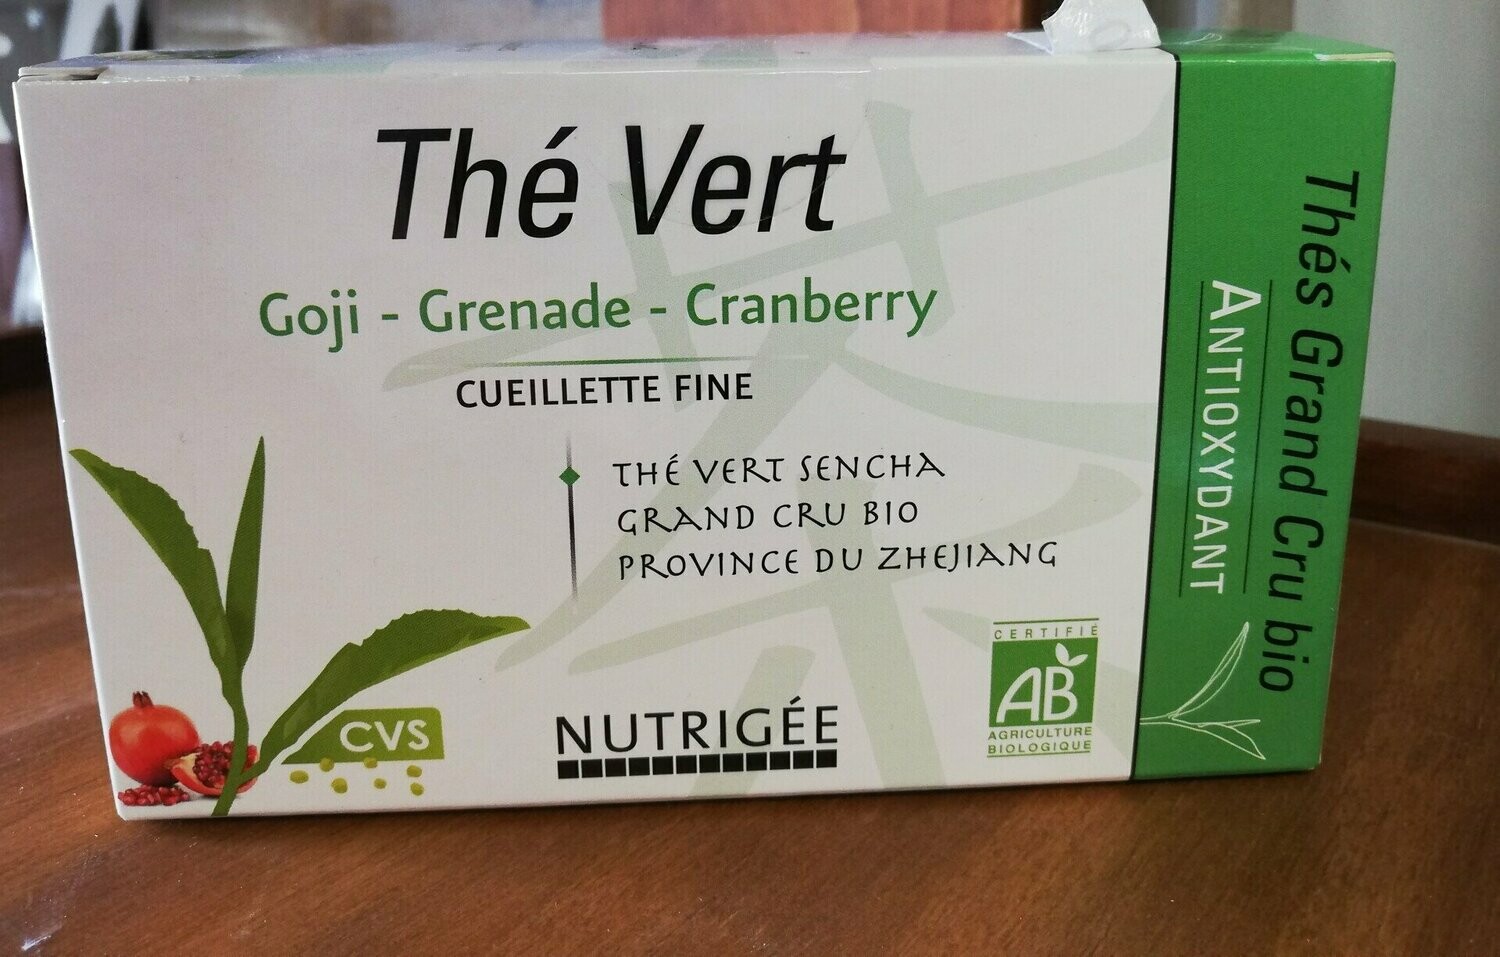 Thé Vert
Goji - Grenade - Cranberry
CUEILLETTE FINE
THÉ VERT SENCHA
GRAND CRU BIO
PROVINCE DU ZHEJIANG
CVS
NUTRIGÉE
CERTIFIÉ
AB
AGRICULTURE
BIOLOGIQUE
Thés Grand Cru bio
ANTIOXYDANT
茶